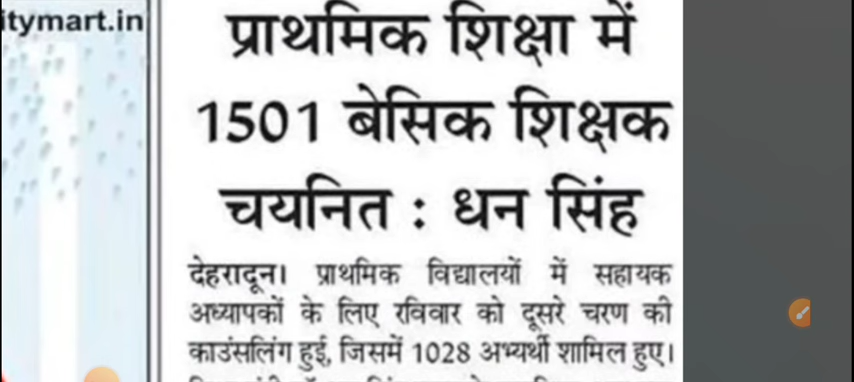 itymart.in
प्राथमिक शिक्षा में
1501 बेसिक शिक्षक
चयनित : धन सिंह
देहरादून। प्राथमिक विद्यालयों में सहायक
अध्यापकों के लिए रविवार को दूसरे चरण की
काउंसलिंग हुई, जिसमें 1028 अभ्यर्थी शामिल हुए।